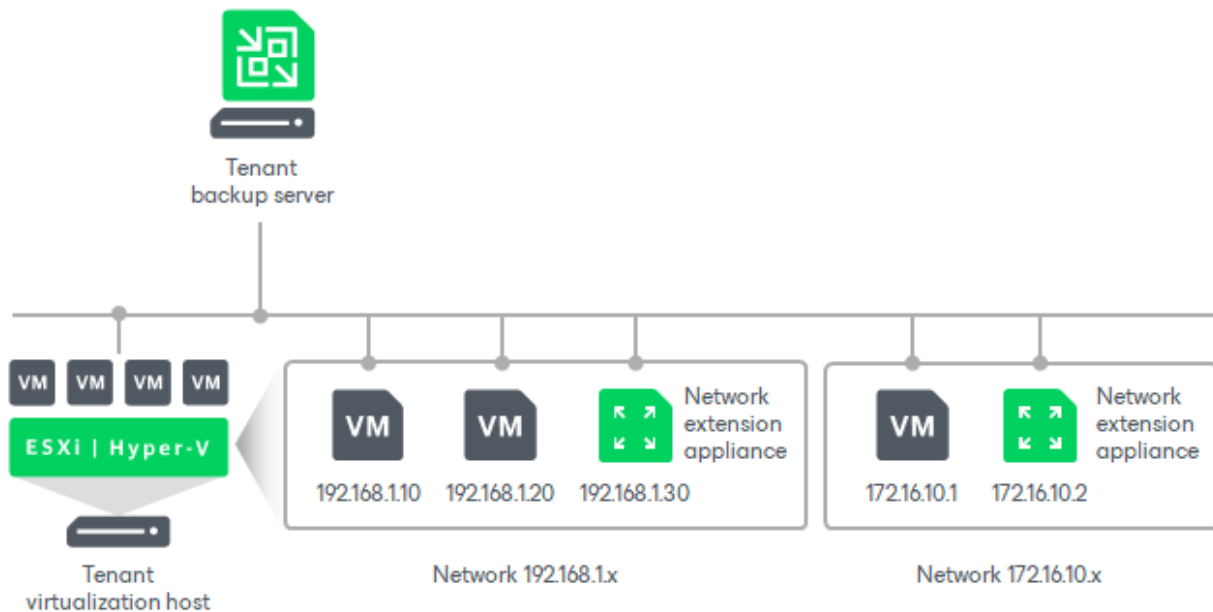 Tenant
backup server
VM VM VM VM
ESXi | Hyper-V
Tenant
virtualization host
VM
192.168.1.10
VM
192.168.1.20
Network
extension
appliance
192.168.1.30
Network 192.168.1.x
VM
172.16.10.1
Network
extension
appliance
172.16.10.2
Network 172.16.10.x